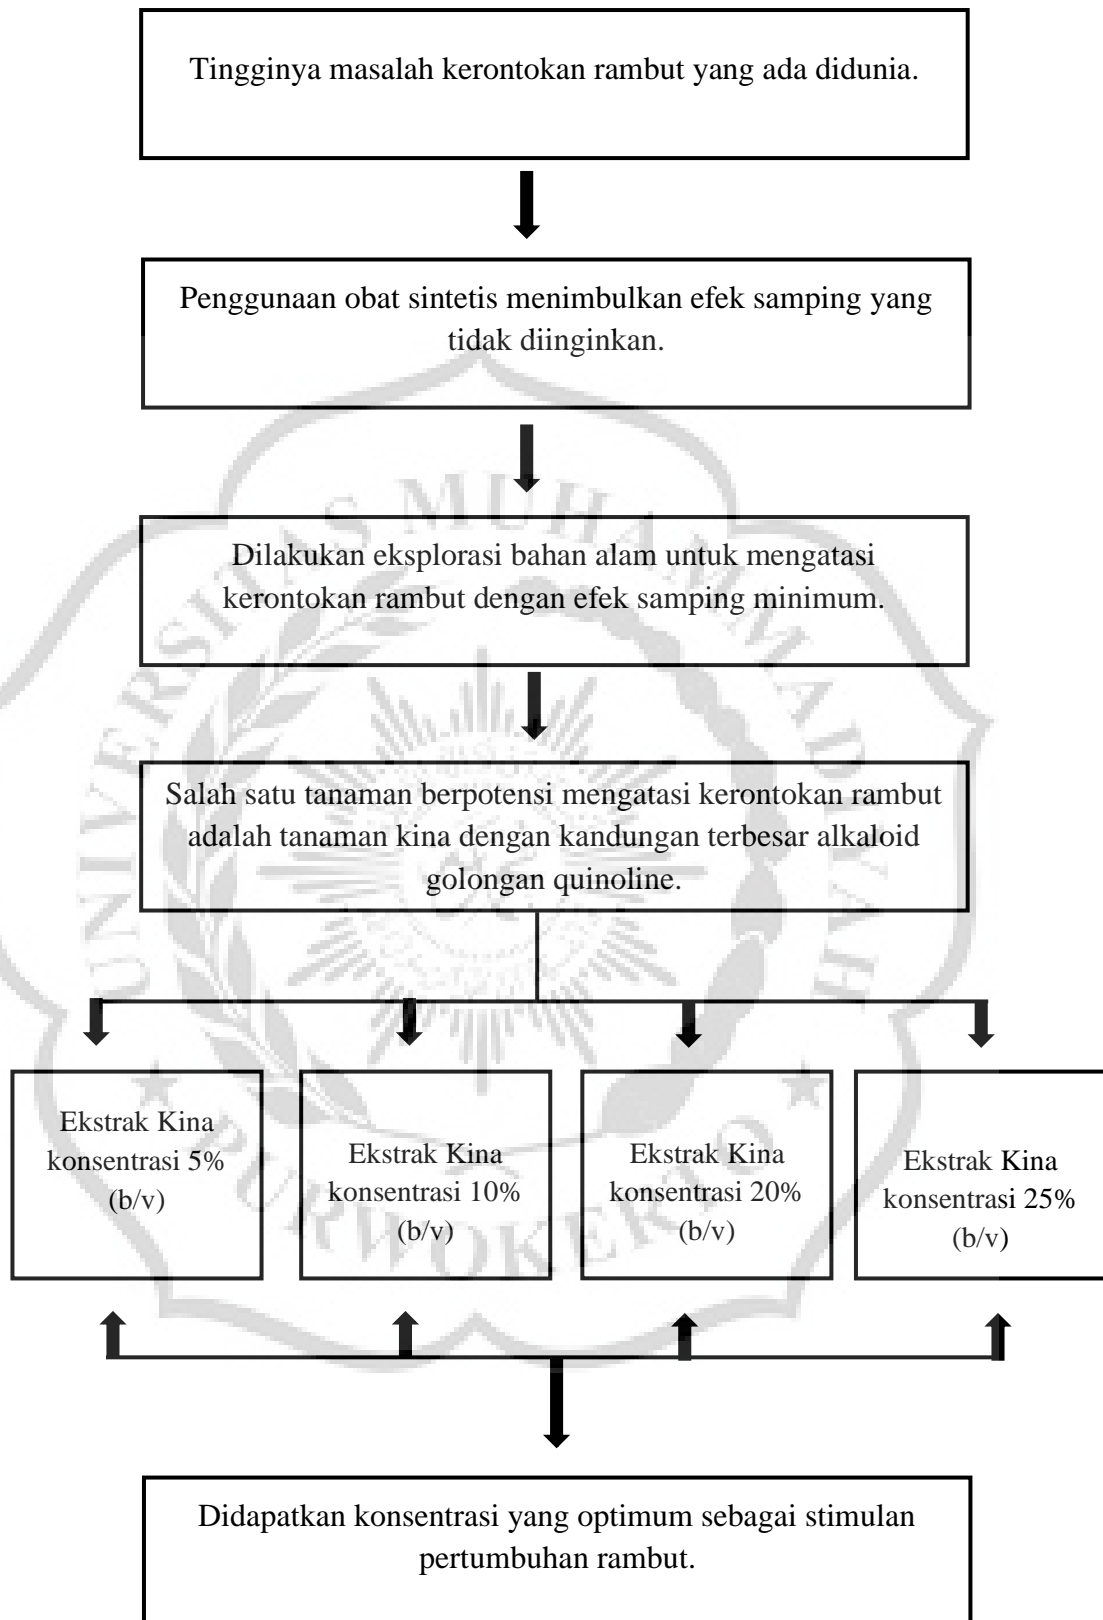 Tingginya masalah kerontokan rambut yang ada didunia.
Penggunaan obat sintetis menimbulkan efek samping yang
tidak diinginkan.
Dilakukan eksplorasi bahan alam untuk mengatasi
kerontokan rambut dengan efek samping minimum.
Salah satu tanaman berpotensi mengatasi kerontokan rambut
adalah tanaman kina dengan kandungan terbesar alkaloid
golongan quinoline.
Ekstrak Kina
konsentrasi 5%
(b/v)
Ekstrak Kina
konsentrasi 10%
(b/v)
Ekstrak Kina
konsentrasi 20%
(b/v)
Ekstrak Kina
konsentrasi 25%
(b/v)
Didapatkan konsentrasi yang optimum sebagai stimulan
pertumbuhan rambut.
UNIVERSITAS MUHAMMADIYAH
PURWOKERTO